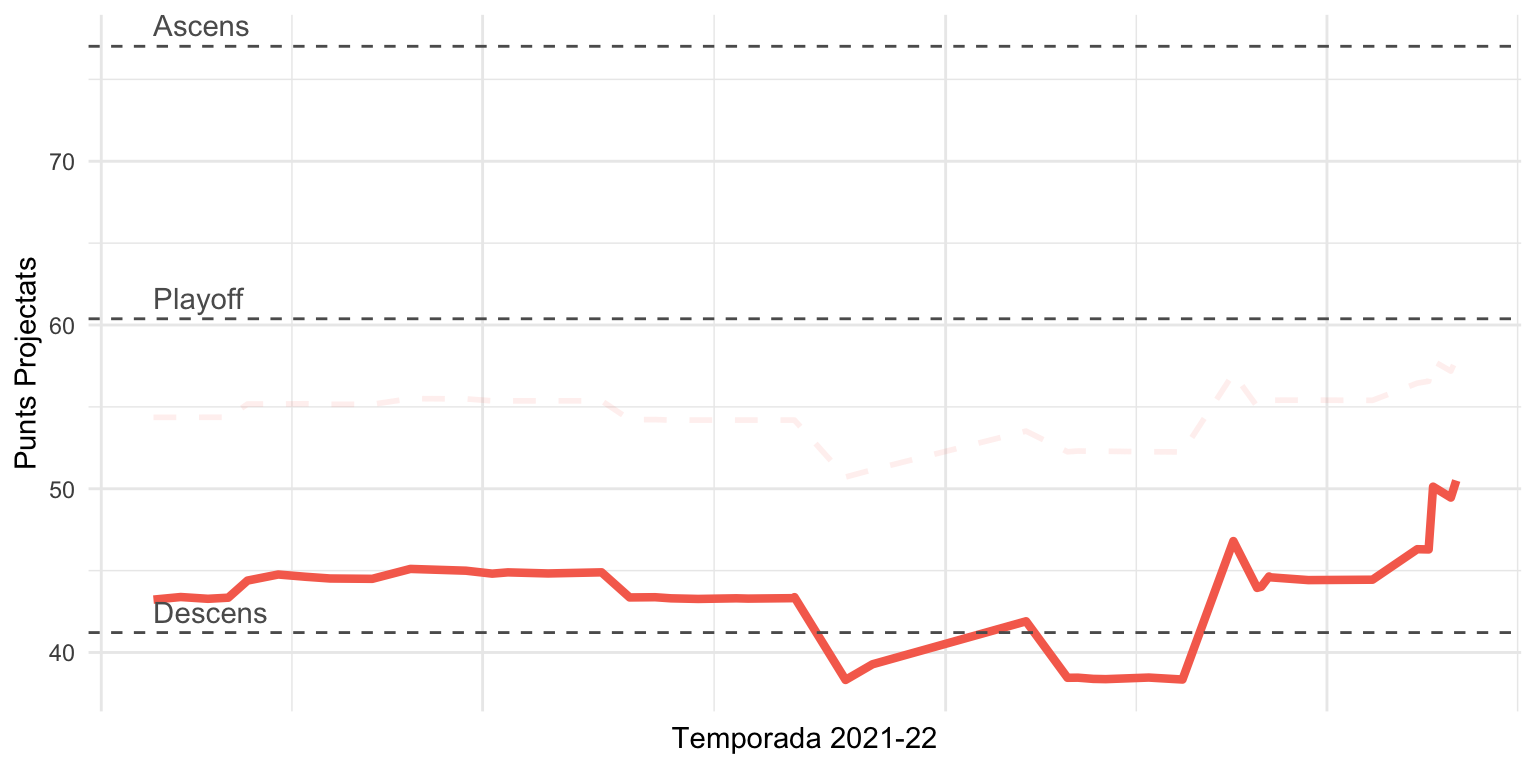 Ascens
70
Playoff
60
50
Descens
40
Punts Projectats
Temporada 2021-22